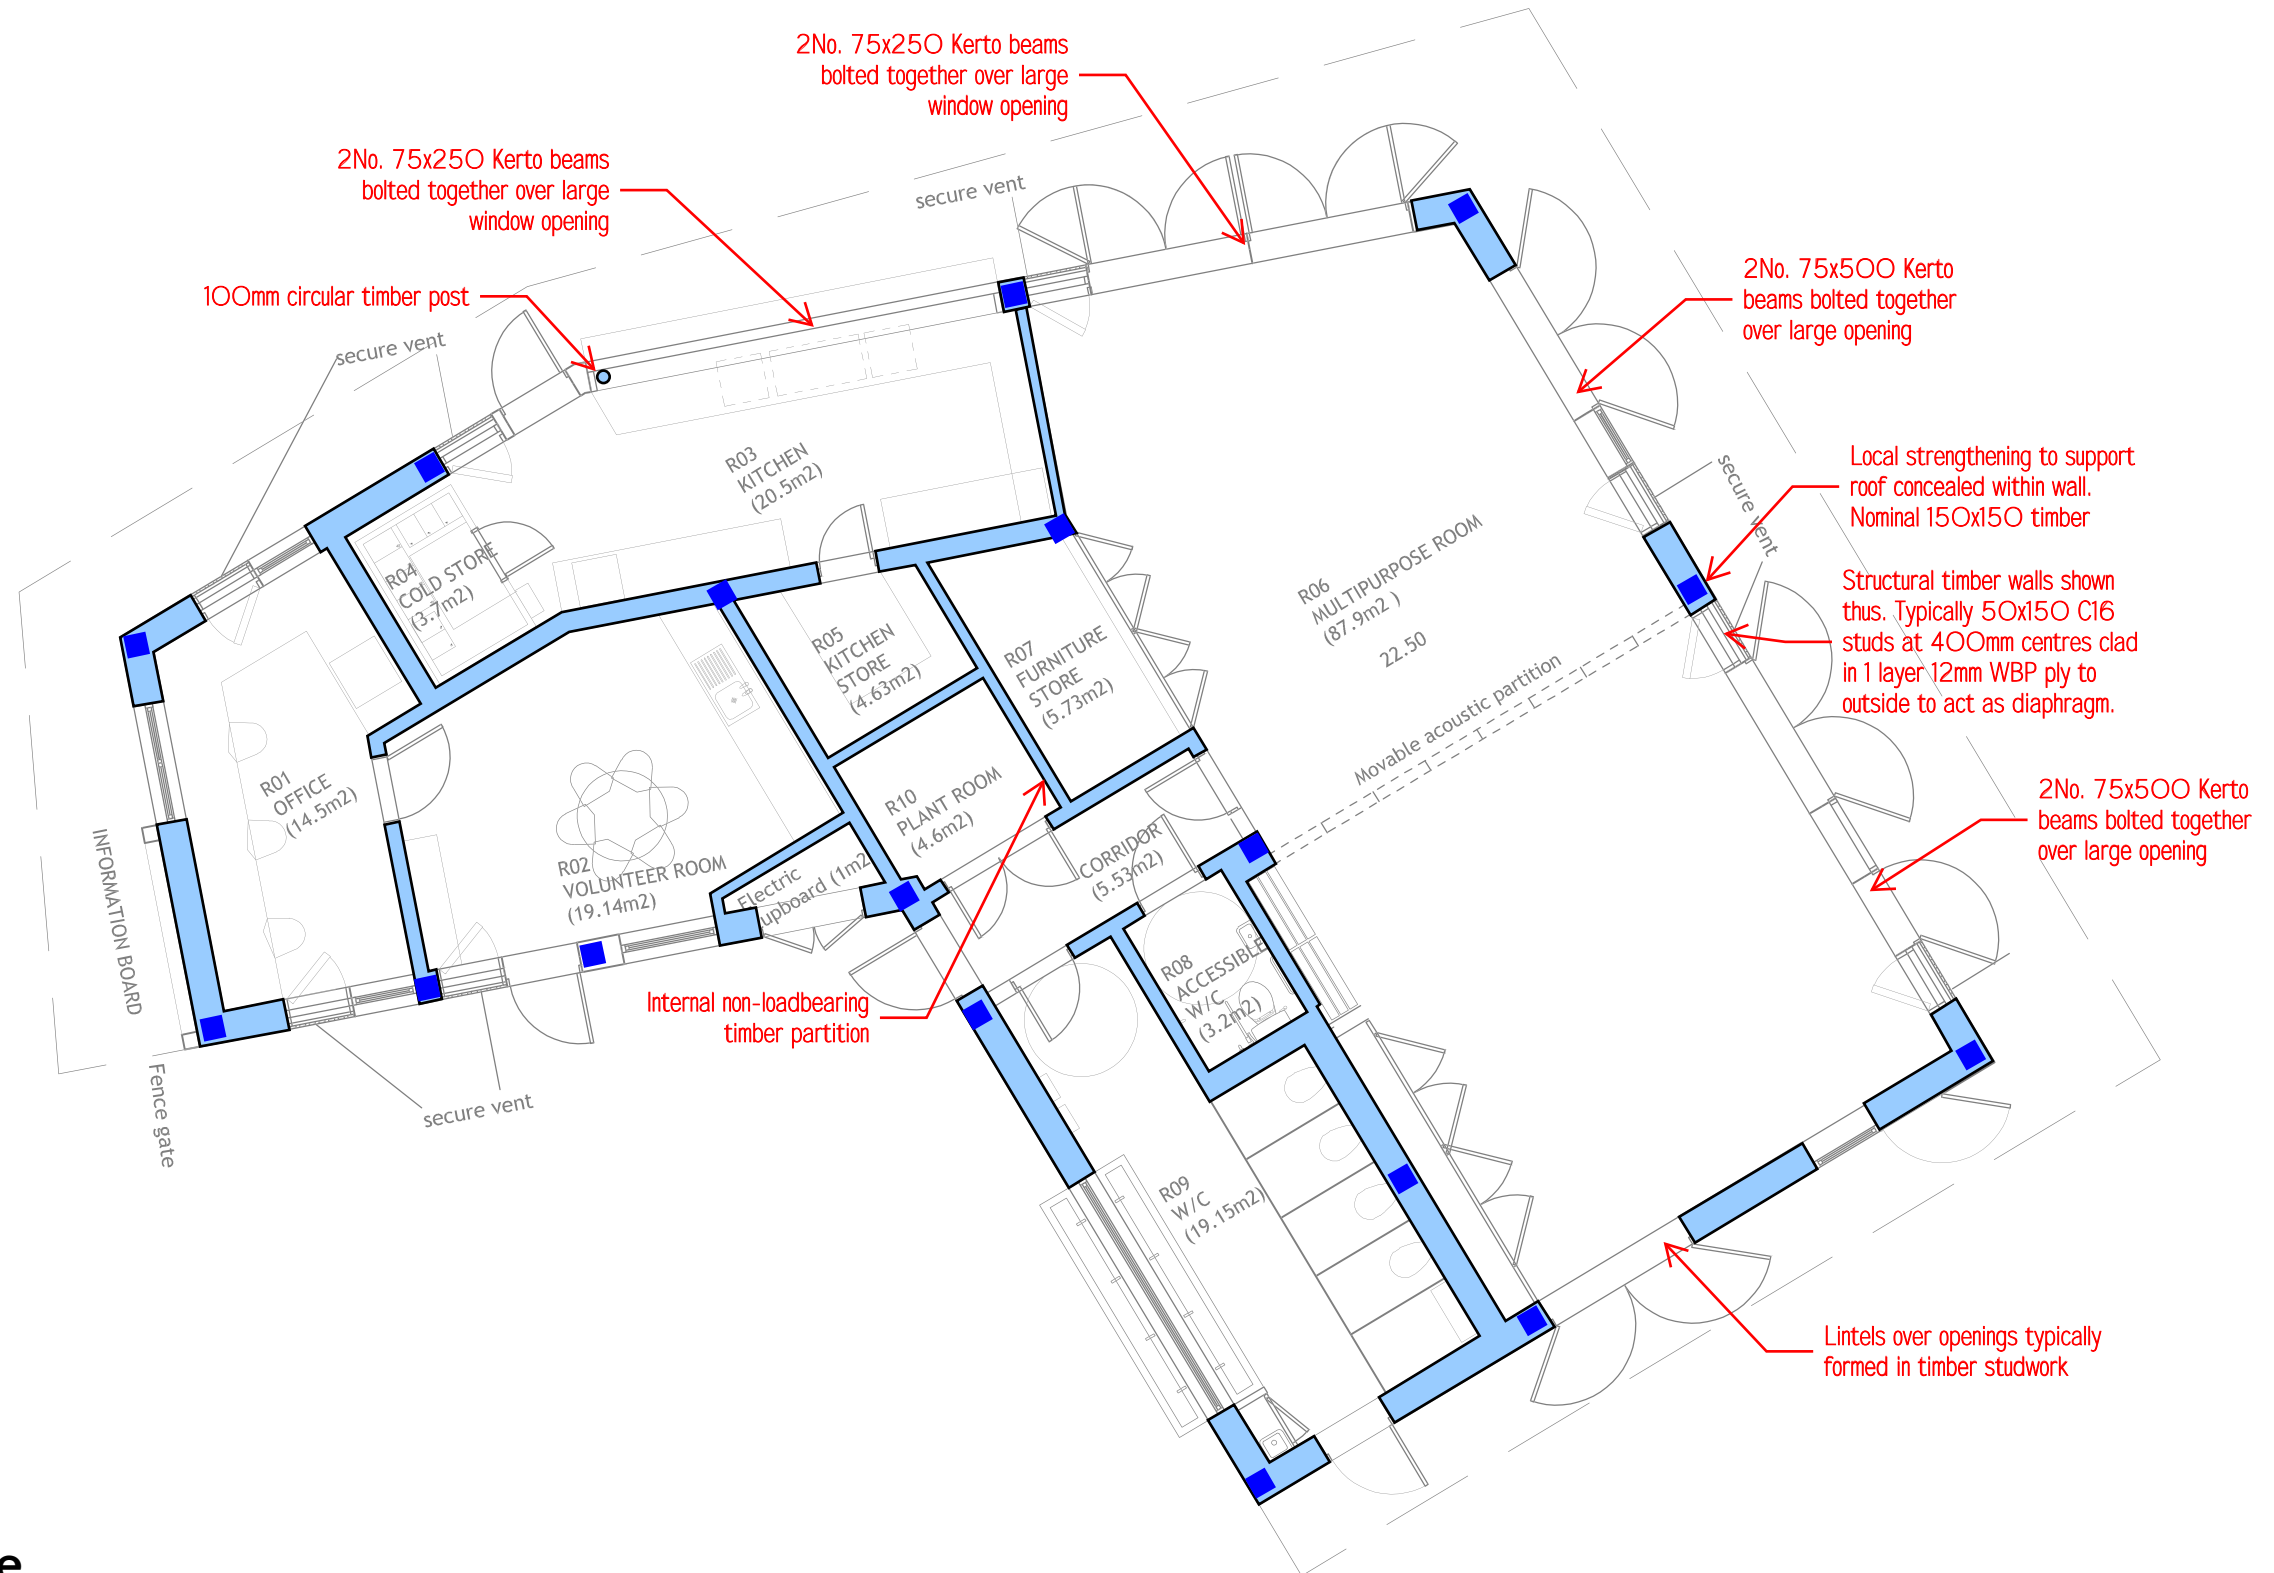 2No. 75x250 Kerto beams
bolted together over large
window opening
2No. 75x250 Kerto beams
bolted together over large
window opening
100mm circular timber post
secure vent
secure vent
2No. 75x500 Kerto
beams bolted together
over large opening
Local strengthening to support
roof concealed within wall.
Nominal 150x150 timber
secure vent
Structural timber walls shown
thus. Typically 50x150 C16
studs at 400mm centres clad
in 1 layer 12mm WBP ply to
outside to act as diaphragm.
2No. 75x500 Kerto
beams bolted together
over large opening
R03
KITCHEN
(20.5m2)
R04
COLD STORE
(3.7m2)
R06
MULTIPURPOSE ROOM
(87.9m2 )
22.50
R05
KITCHEN
STORE
(4.63m2)
R07
FURNITURE
STORE
(5.73m2)
Movable acoustic partition
R01
OFFICE
(14.5m2)
R10
PLANT ROOM
(4.6m2)
R02
VOLUNTEER ROOM
(19.14m2)
Electric
upboard (1m2
CORRIDOR
(5.53m2)
INFORMATION BOARD
R08
ACCESSIBLE
W/C
(3.2m2)
Internal non-loadbearing
timber partition
Fence gate
secure vent
R09
W/C
(19.15m2)
Lintels over openings typically
formed in timber studwork
e